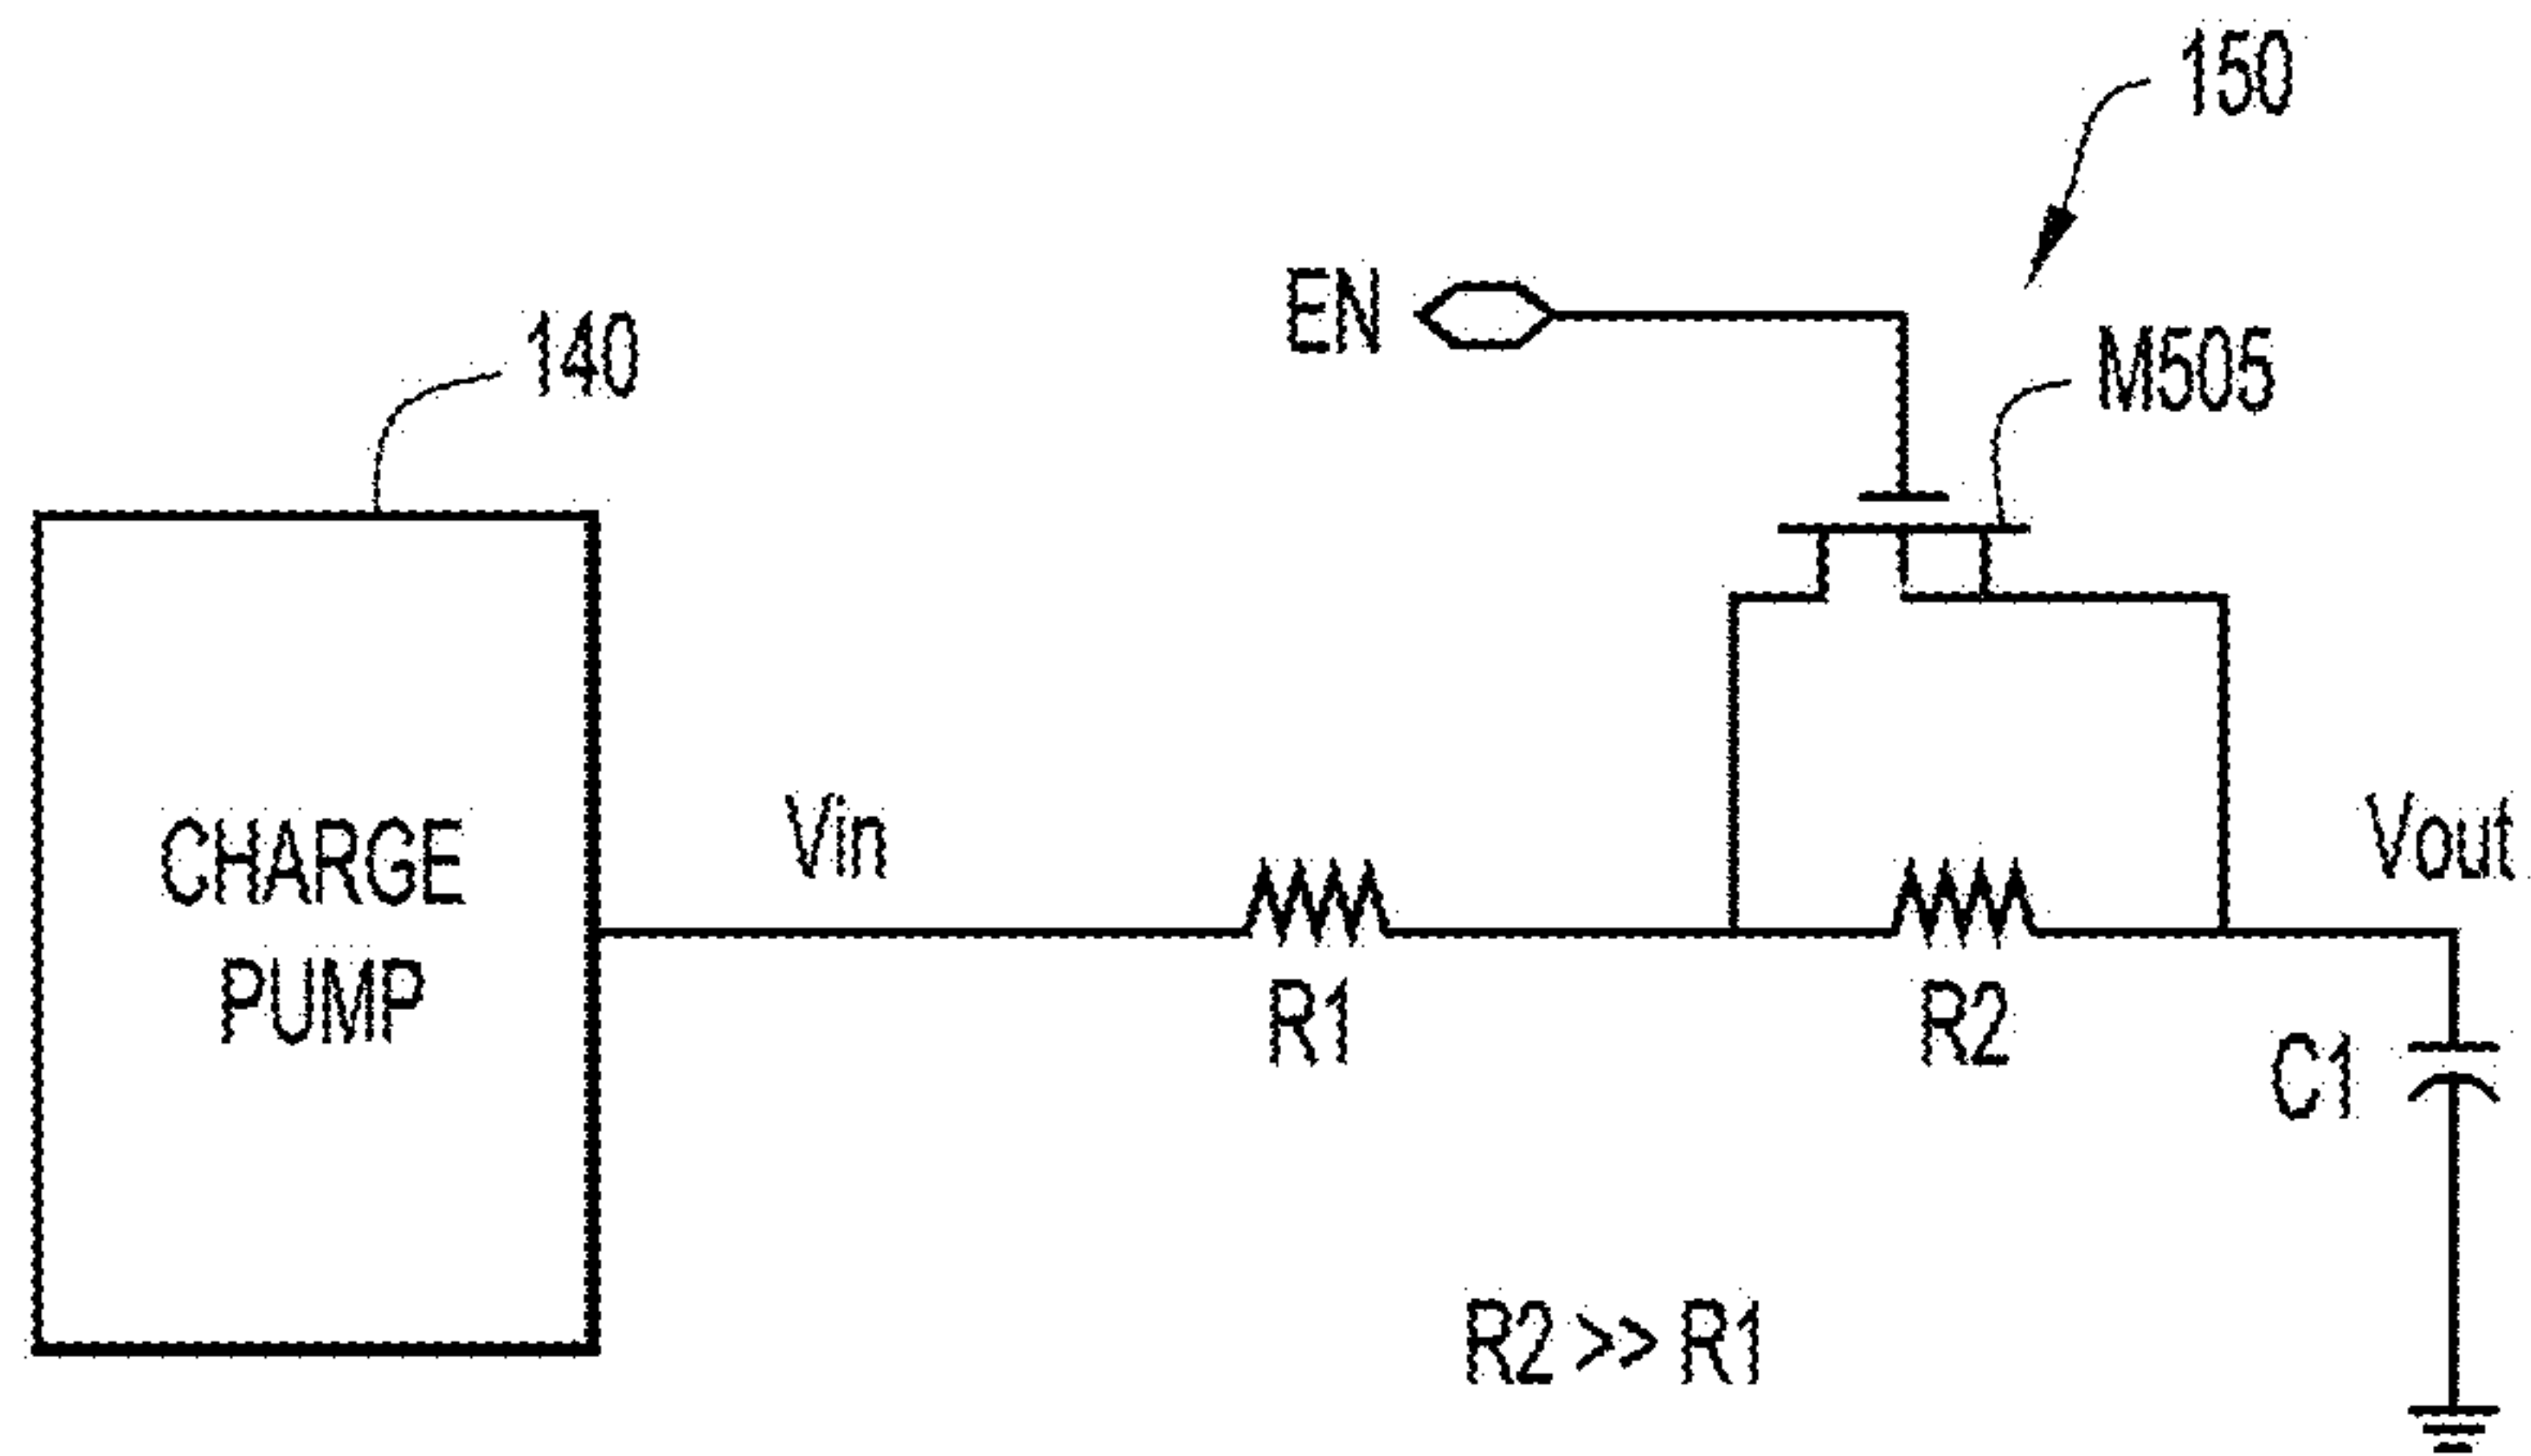 150
EN
140
M505
CHARGE
PUMP
Vin
Vout
R1
R2
C1
R2 >> R1